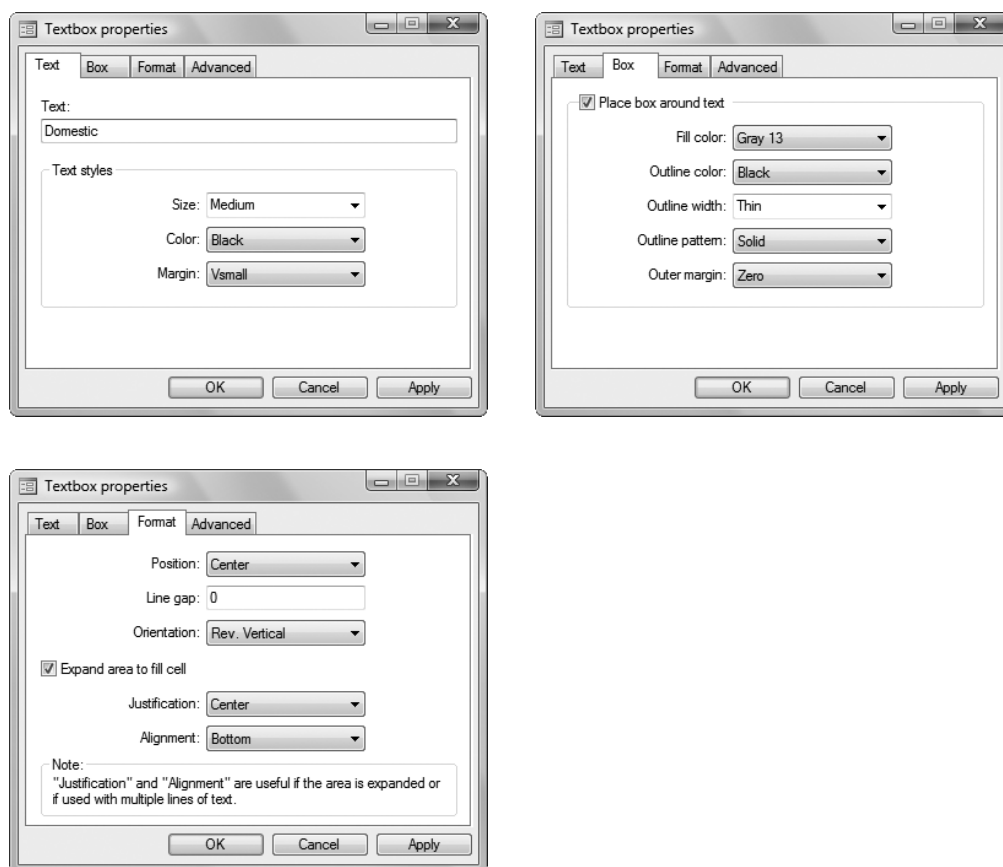 Textbox properties
Text Box Format Advanced
Text:
Domestic
Text styles
Size: Medium
Color: Black
Margin: Vsmall
OK Cancel Apply
Textbox properties
Text Box Format Advanced
Place box around text
Fill color: Gray 13
Outline color: Black
Outline width: Thin
Outline pattern: Solid
Outer margin: Zero
OK Cancel Apply
Textbox properties
Text Box Format Advanced
Position: Center
Line gap: 0
Orientation: Rev. Vertical
Expand area to fill cell
Justification: Center
Alignment: Bottom
Note:
"Justification" and "Alignment" are useful if the area is expanded or
if used with multiple lines of text.
OK Cancel Apply